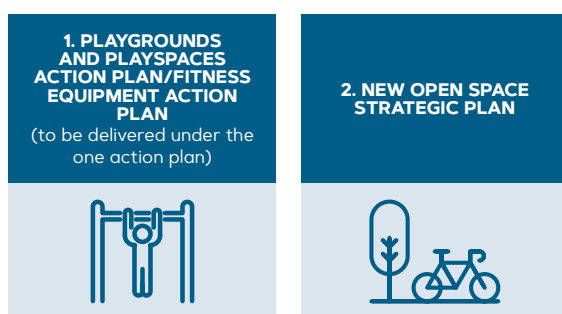 1. PLAYGROUNDS
AND PLAYSPACES
ACTION PLAN/FITNESS
EQUIPMENT ACTION
PLAN
(to be delivered under the
one action plan)
2. NEW OPEN SPACE
STRATEGIC PLAN